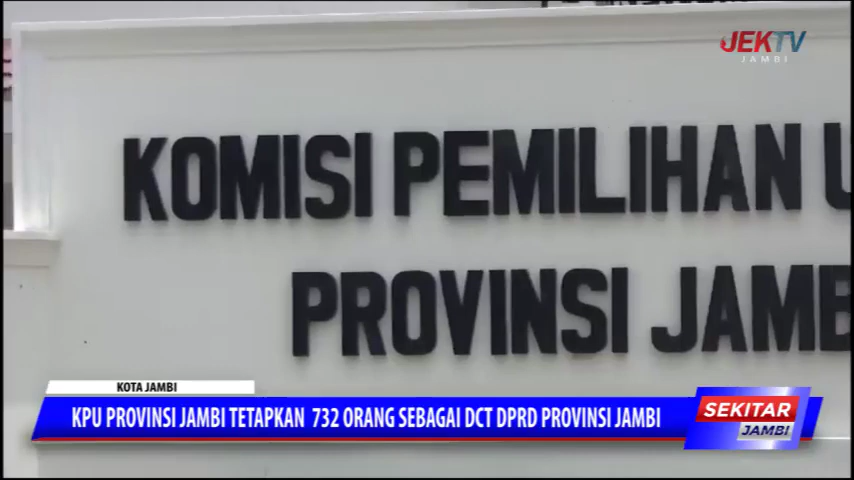 JEKTV
JAMBI
KOMISI PEMILIHAN U
PROVINSI JAMB
KOTA JAMBI
KPU PROVINSI JAMBI TETAPKAN 732 ORANG SEBAGAI DCT DPRD PROVINSI JAMBI
SEKITAR
JAMBI